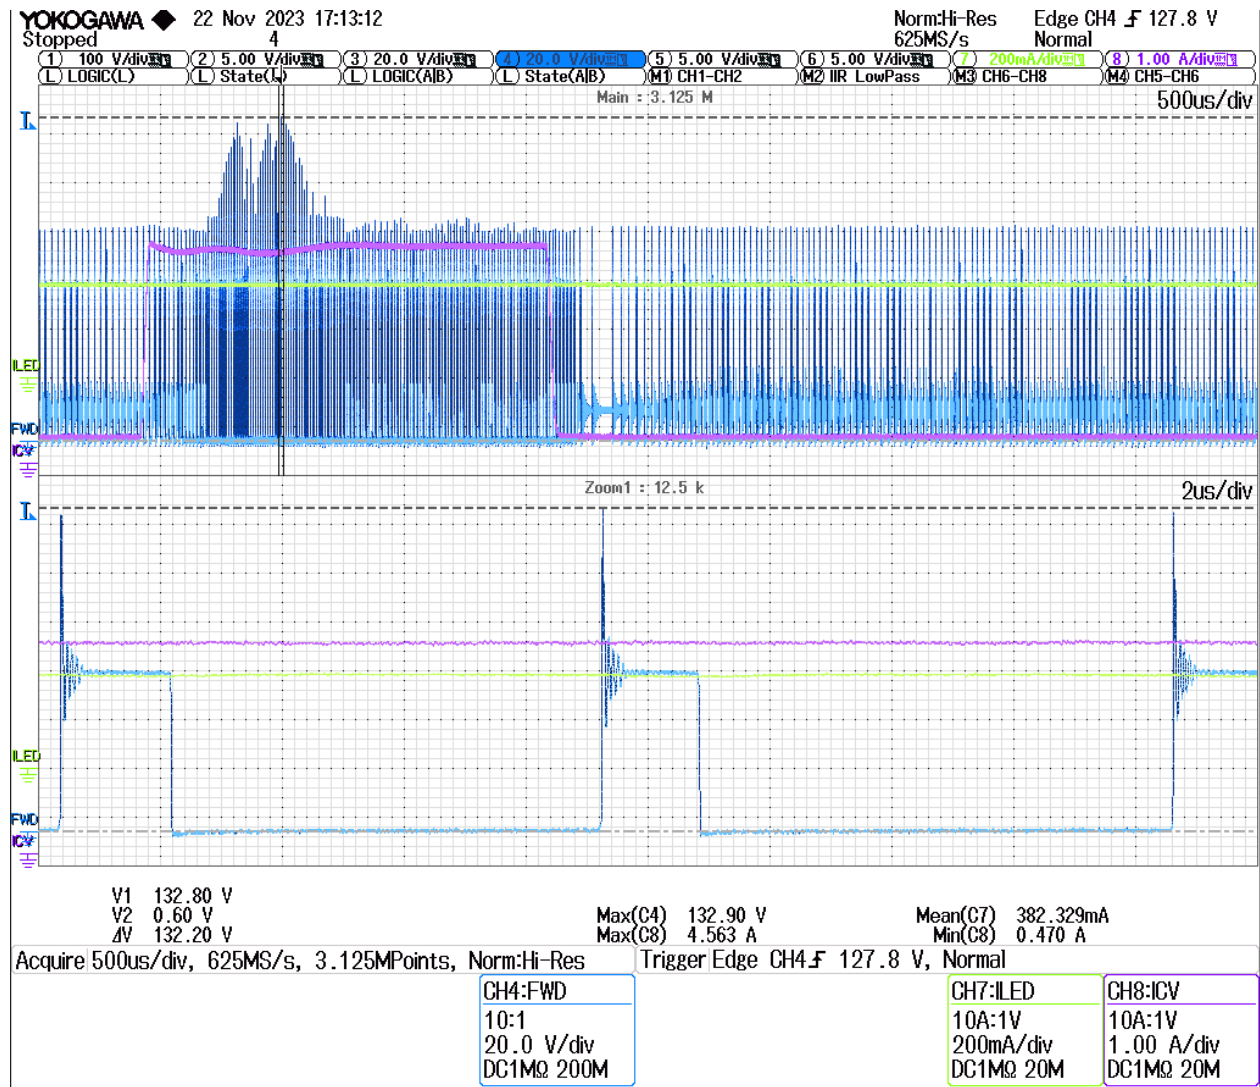 YOKOGAWA ◆ 22 Nov 2023 17:13:12
Norm:Hi-Res Edge CH4 ƒ 127.8 V
Stopped 4 625MS/s Normal
1 100 V/div 2 5.00 V/div 3 20.0 V/div 4 20.0 V/div 5 5.00 V/div 6 5.00 V/div 7 200mA/div 8 1.00 A/div
L LOGIC(L) L State(L) L LOGIC(A|B) L State(A|B) M1 CH1-CH2 M2 IIR LowPass M3 CH6-CH8 M4 CH5-CH6
Main : 3.125 M 500us/div
ILED
FWD
ICV
Zoom1 : 12.5 k 2us/div
ILED
FWD
ICV
V1 132.80 V
V2 0.60 V Max(C4) 132.90 V Mean(C7) 382.329mA
ΔV 132.20 V Max(C8) 4.563 A Min(C8) 0.470 A
Acquire 500us/div, 625MS/s, 3.125MPoints, Norm:Hi-Res Trigger Edge CH4 ƒ 127.8 V, Normal
CH4:FWD
10:1
20.0 V/div
DC1MΩ 200M
CH7:ILED
10A:1V
200mA/div
DC1MΩ 20M
CH8:ICV
10A:1V
1.00 A/div
DC1MΩ 20M